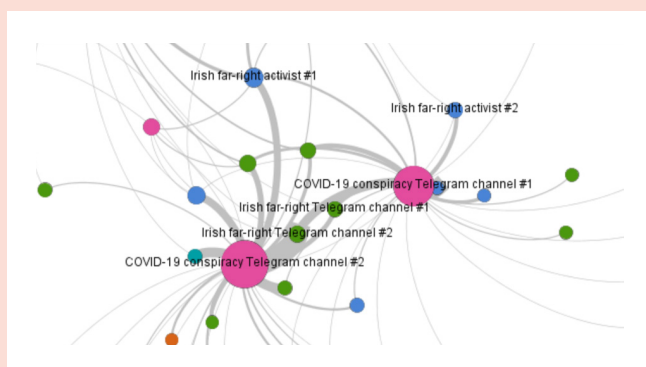 Irish far-right activist #1
Irish far-right activist #2
COVID-19 conspiracy Telegram channel #1
Irish far-right Telegram channel #1
Irish far-right Telegram channel #2
COVID-19 conspiracy Telegram channel #2